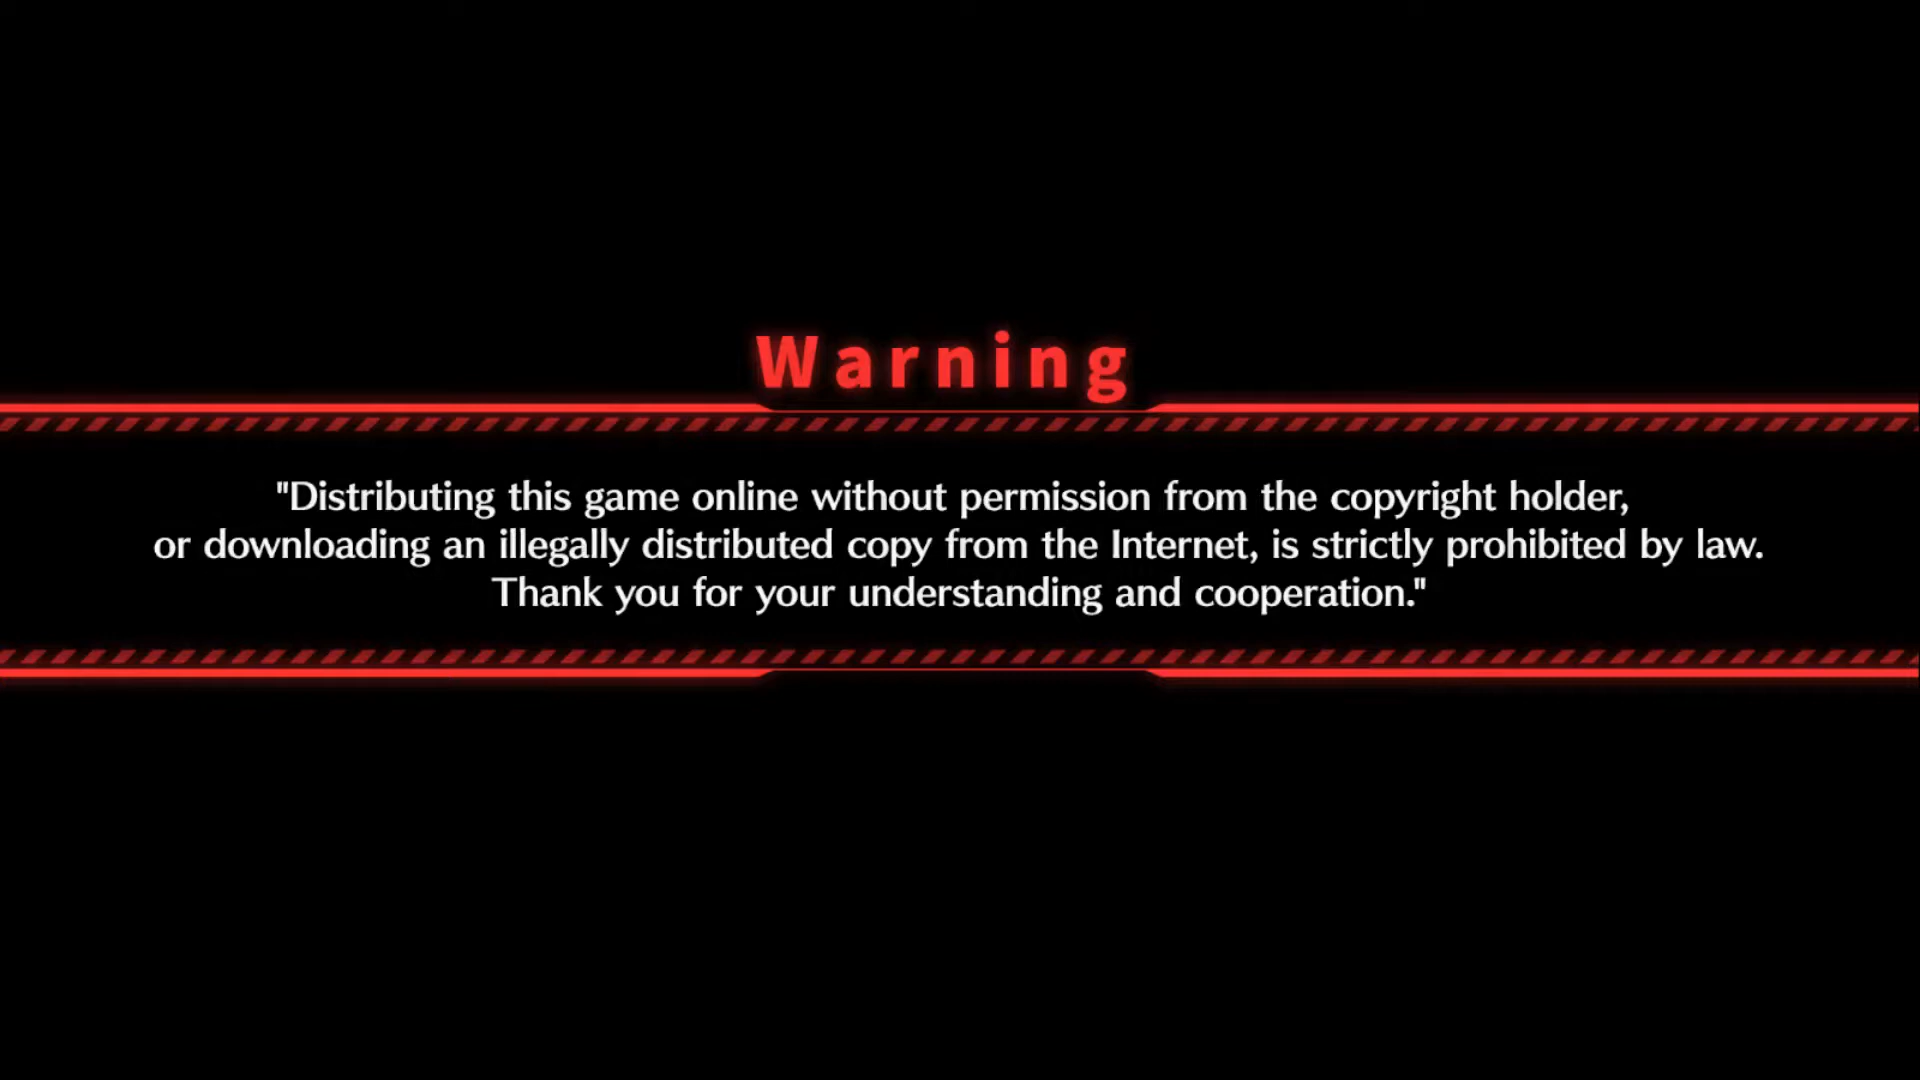 Warning
"Distributing this game online without permission from the copyright holder,
or downloading an illegally distributed copy from the Internet, is strictly prohibited by law.
Thank you for your understanding and cooperation."